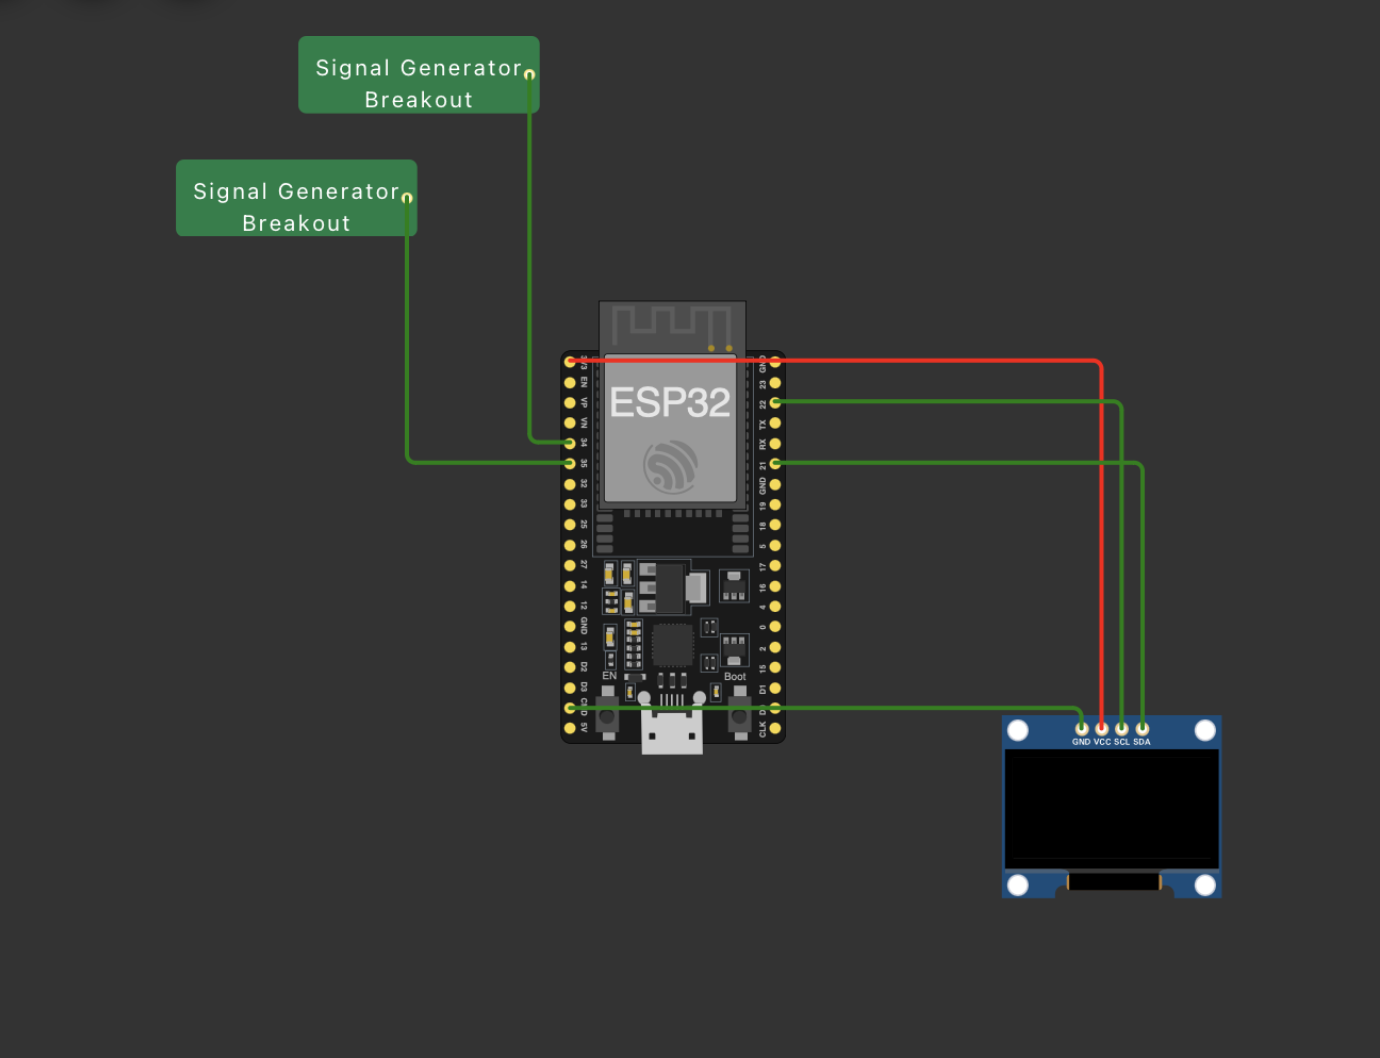 Signal Generator
Breakout
Signal Generator
Breakout
ESP32
3V3
EN
VP
VN
34
35
32
33
25
26
27
14
12
GND
13
D2
D3
5V
GND
23
22
TX
RX
21
GND
19
18
5
17
16
4
0
2
15
D1
CLK
EN
Boot
GND VCC SCL SDA